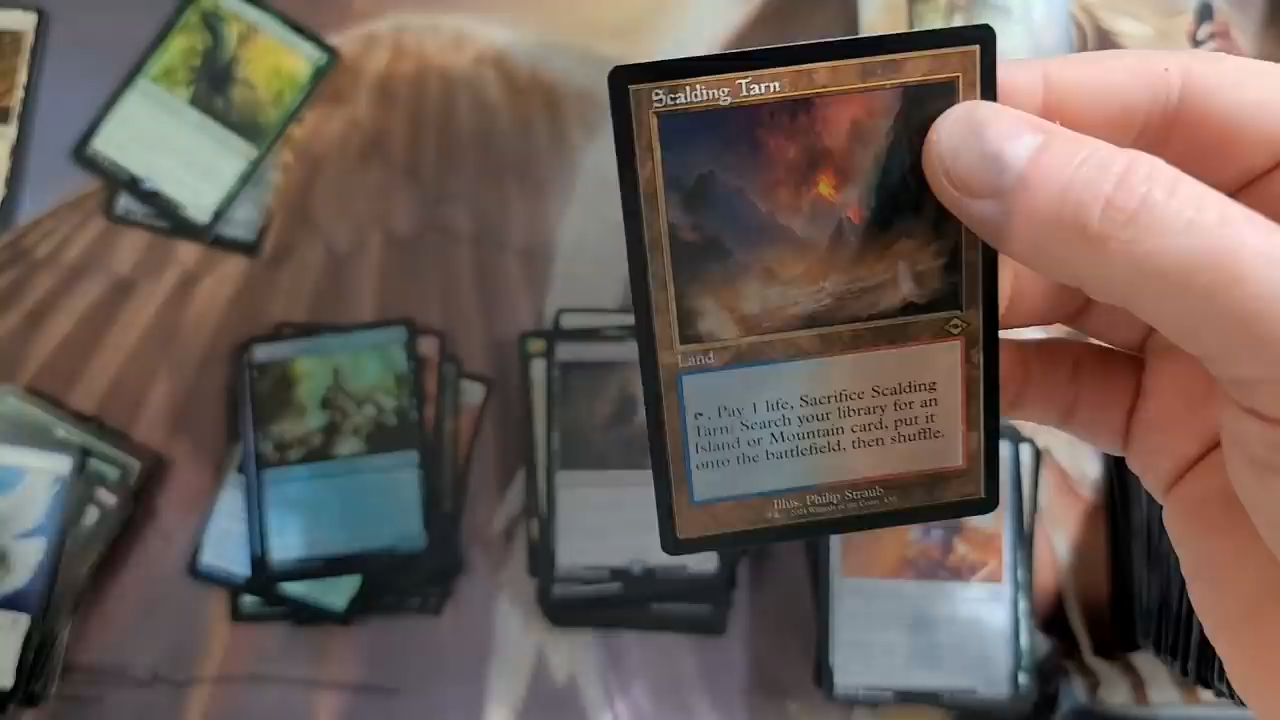 Scalding Tarn
Land
, Pay 1 life, Sacrifice Scalding
Tarn: Search your library for an
Island or Mountain card, put it
onto the battlefield, then shuffle.
Illus. Philip Straub